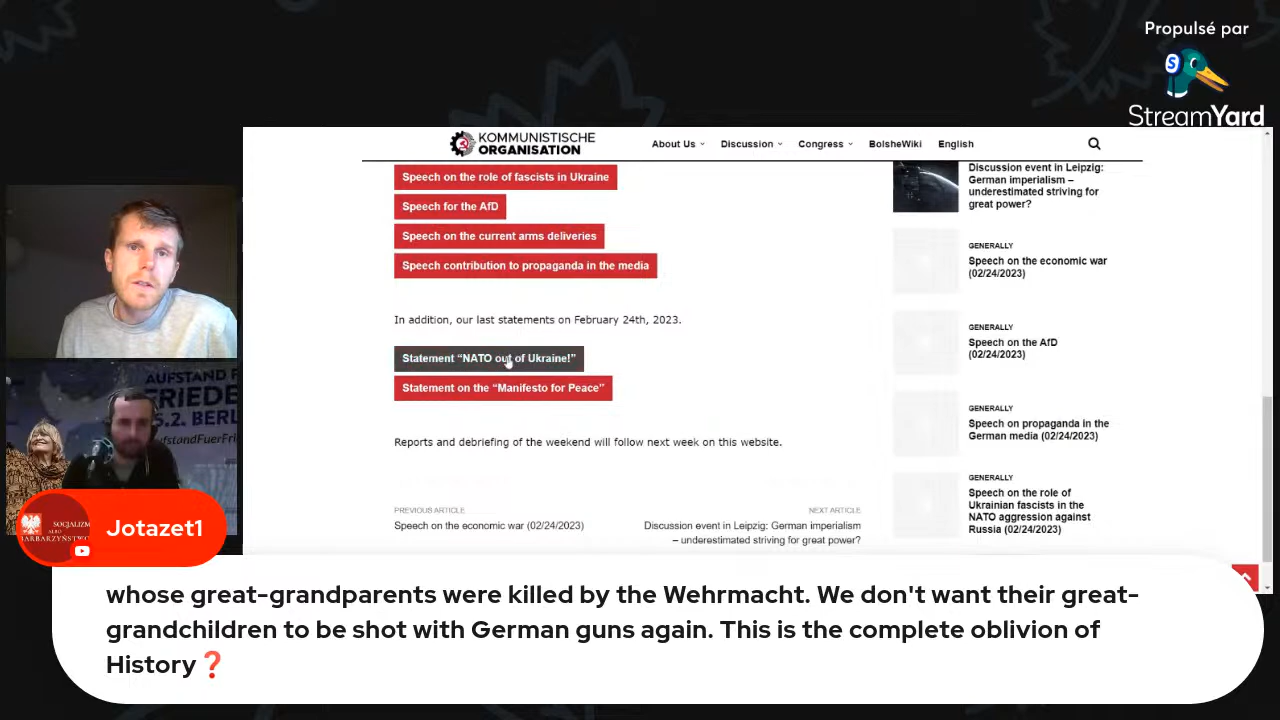 Propulsé par
StreamYard
KOMMUNISTISCHE
ORGANISATION
About Us
Discussion
Congress
BolsheWiki
English
Speech on the role of fascists in Ukraine
Speech for the AfD
Speech on the current arms deliveries
Speech contribution to propaganda in the media
In addition, our last statements on February 24th, 2023.
Statement “NATO out of Ukraine!”
Statement on the “Manifesto for Peace”
Reports and debriefing of the weekend will follow next week on this website.
PREVIOUS ARTICLE
Speech on the economic war (02/24/2023)
NEXT ARTICLE
Discussion event in Leipzig: German imperialism
– underestimated striving for great power?
Discussion event in Leipzig:
German imperialism –
underestimated striving for
great power?
GENERALLY
Speech on the economic war
(02/24/2023)
GENERALLY
Speech on the AfD
(02/24/2023)
GENERALLY
Speech on propaganda in the
German media (02/24/2023)
GENERALLY
Speech on the role of
Ukrainian fascists in the
NATO aggression against
Russia (02/24/2023)
AUFSTAND F
FRIEDE
5.2. BERL
fstandFuerFri
SOCJALIZM
ALBO
BARBARZYŃSTWO
Jotazet1
whose great-grandparents were killed by the Wehrmacht. We don't want their great-
grandchildren to be shot with German guns again. This is the complete oblivion of
History❓